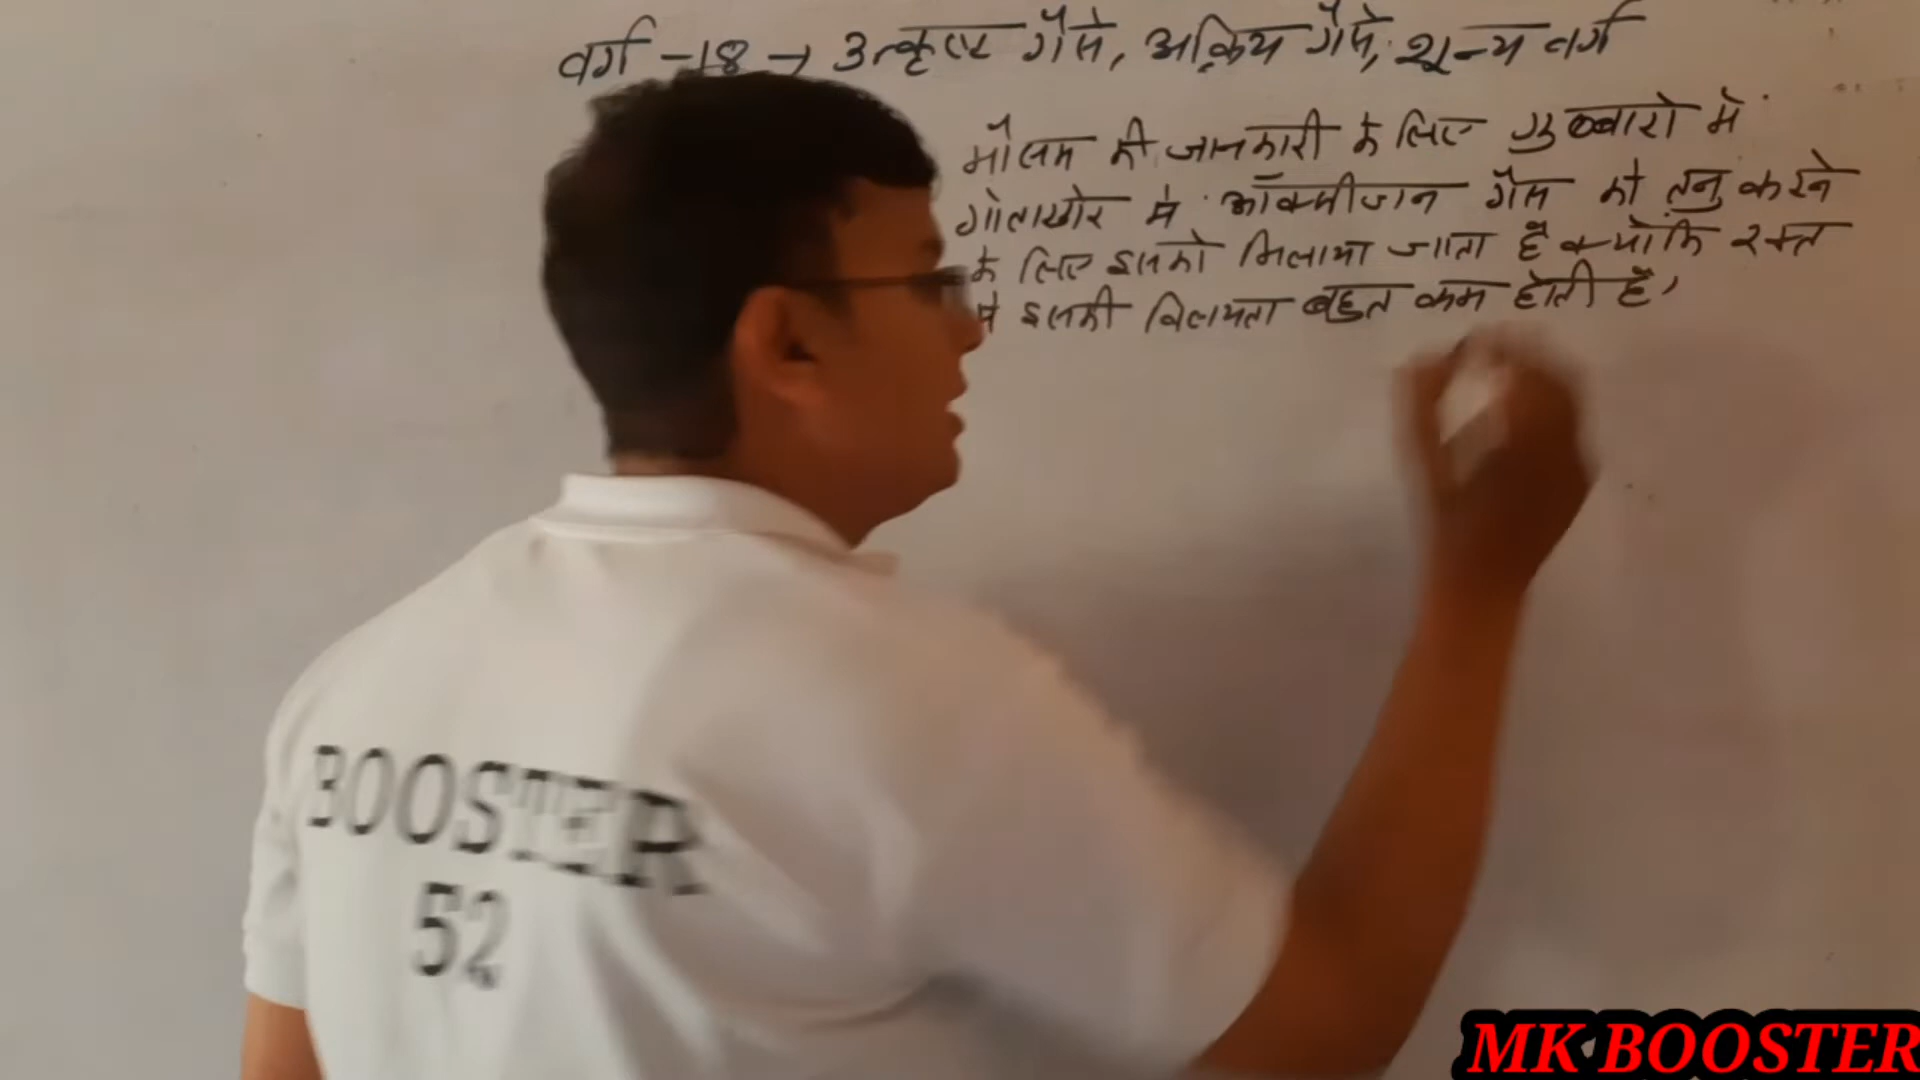 वर्ग -18 → उत्कृष्ट गैसे, अक्रिय गैसे, शून्य वर्ग
मौसम की जानकारी के लिए गुब्बारो मे
गोताखोर मे ऑक्सीजन गैस को तनु करने
के लिए इसको मिलाया जाता है क्योकि रक्त
मे इसकी विलायता बहुत कम होती है,
BOOSTER
52
MK BOOSTER